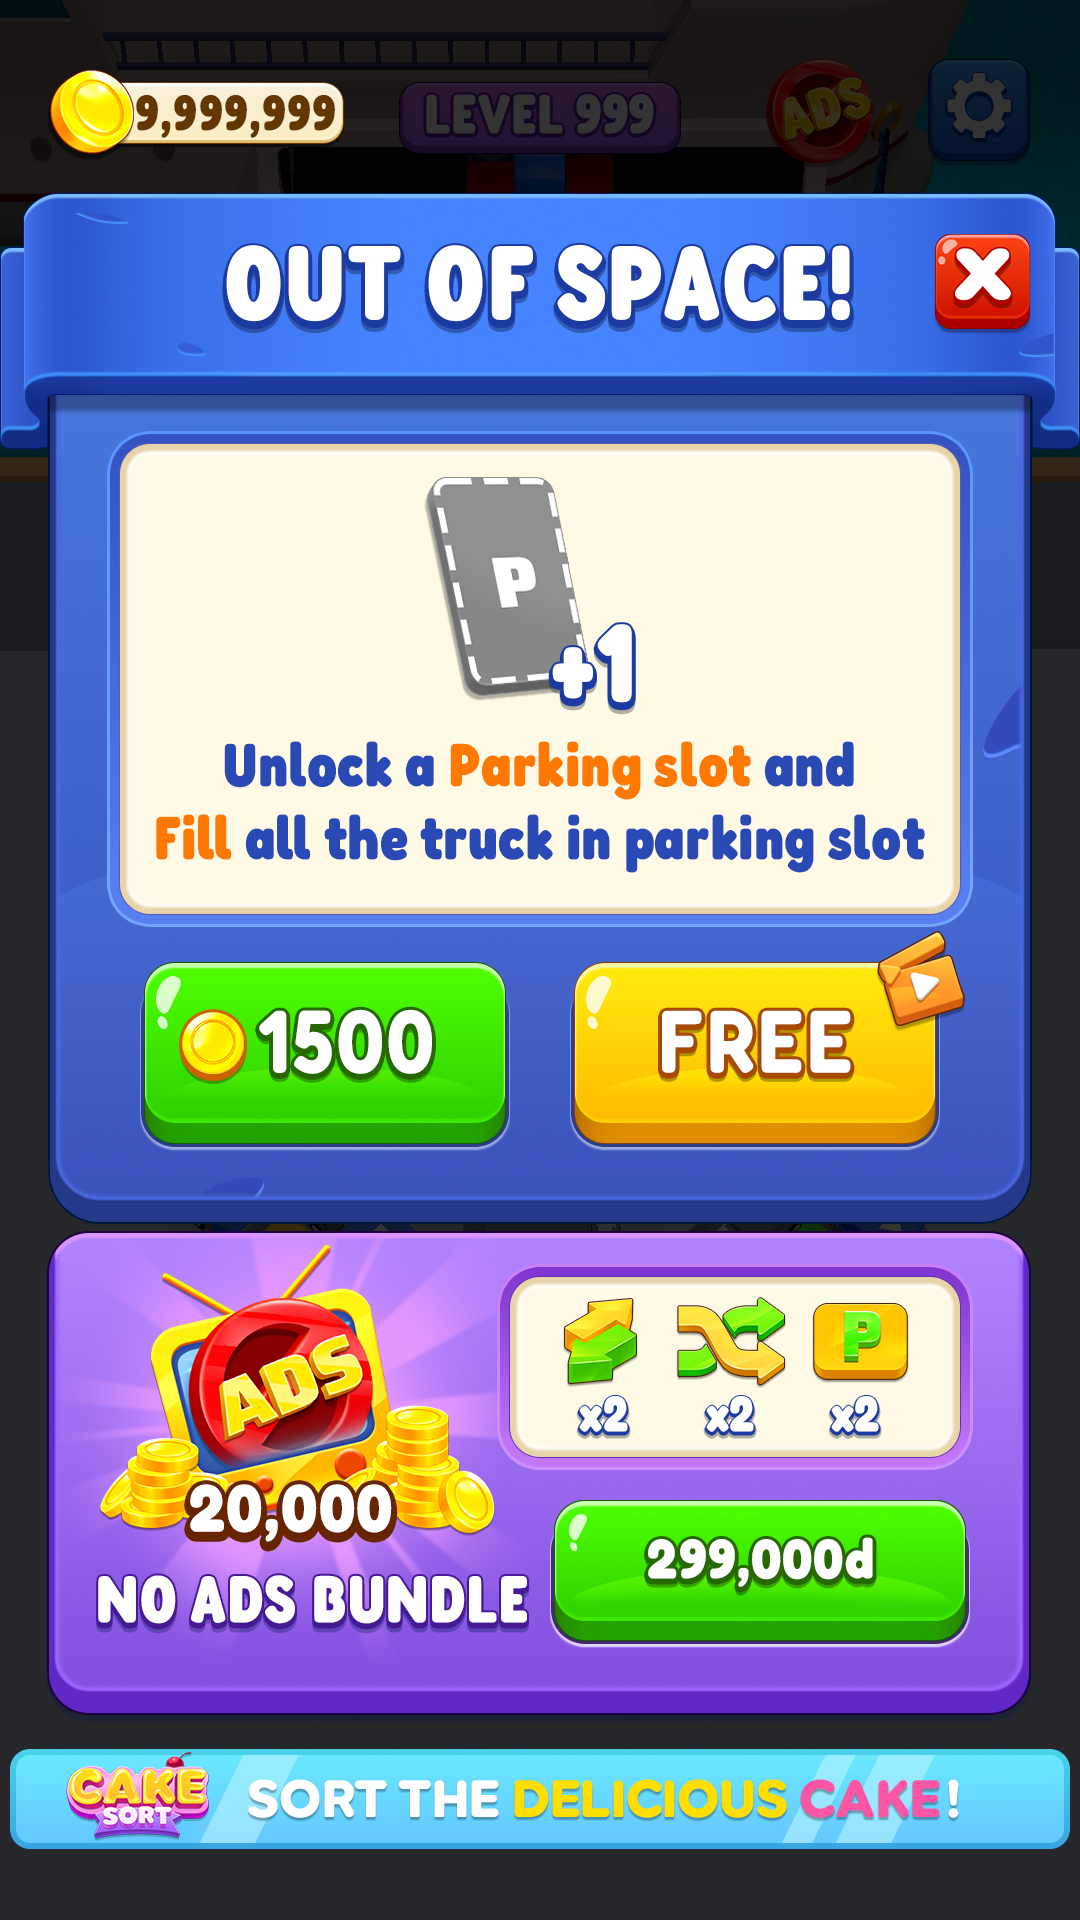 9,999,999
LEVEL 999
ADS
OUT OF SPACE!
P
+1
Unlock a Parking slot and
Fill all the truck in parking slot
1500
FREE
ADS
20,000
NO ADS BUNDLE
P
x2
x2
x2
299,000đ
CAKE
SORT
SORT THE DELICIOUS CAKE!